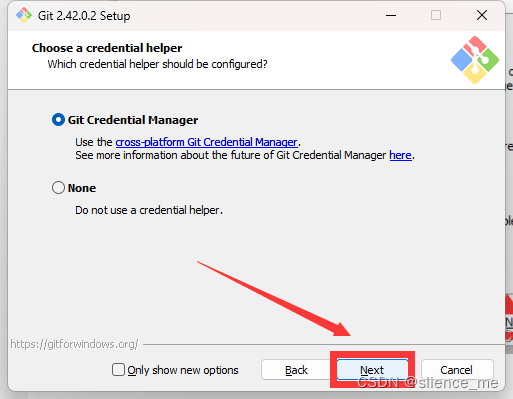 Git 2.42.0.2 Setup
Choose a credential helper
Which credential helper should be configured?
Git Credential Manager
Use the cross-platform Git Credential Manager.
See more information about the future of Git Credential Manager here.
None
Do not use a credential helper.
https://gitforwindows.org/
Only show new options
Back
Next
Cancel
CSDN @slience_me